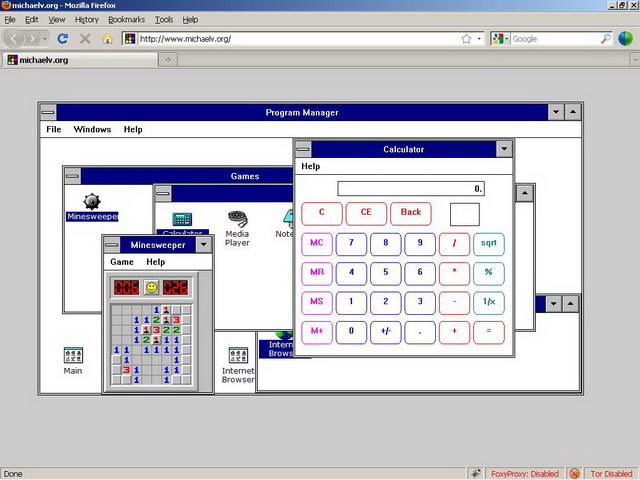 michaelv.org - Mozilla Firefox
File Edit View History Bookmarks Tools Help
http://www.michaelv.org/
Google
michaelv.org
Program Manager
File Windows Help
Games
Minesweeper
Calculator
Media
Player
Note
Calculator
Help
0.
C CE Back
MC 7 8 9 / sqrt
MR 4 5 6 * %
MS 1 2 3 - 1/x
M+ 0 +/- . + =
Minesweeper
Game Help
006 026
Main
Internet
Browser
Intern
Brows
Done
FoxyProxy: Disabled
Tor Disabled